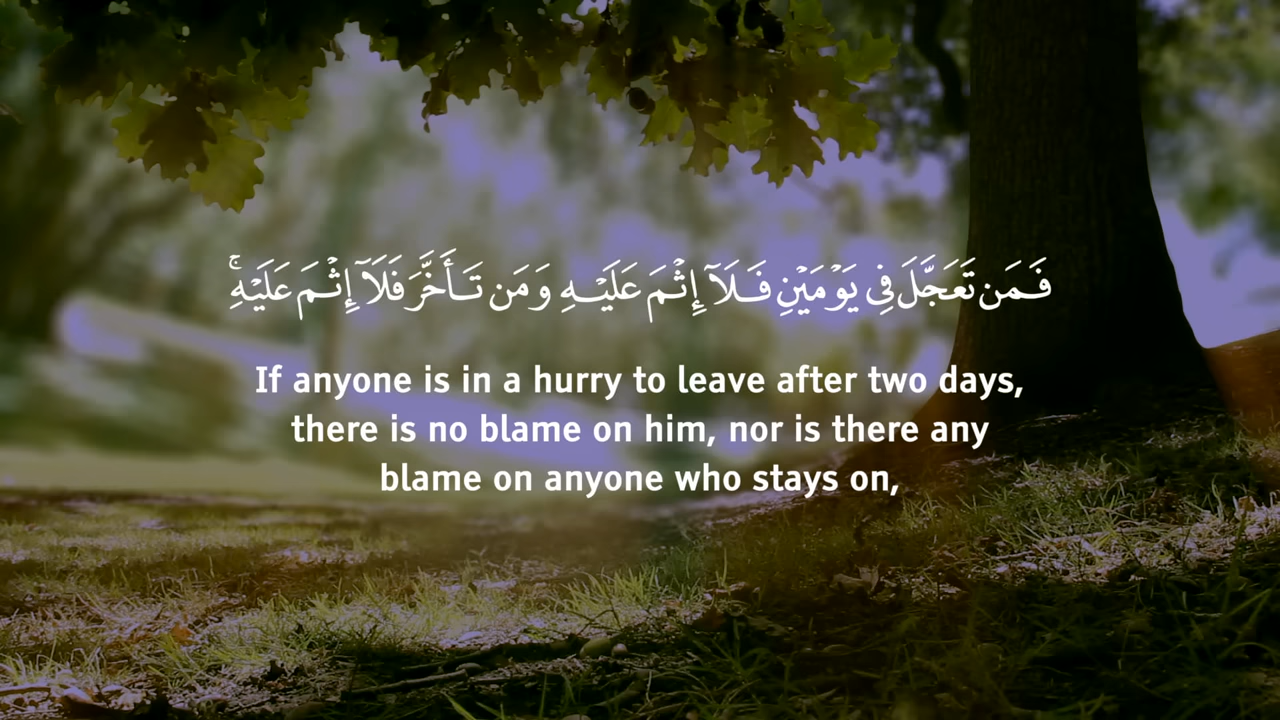 فَمَن تَعَجَّلَ فِى يَوْمَيْنِ فَلَآ إِثْمَ عَلَيْهِ وَمَن تَأَخَّرَ فَلَآ إِثْمَ عَلَيْهِ ۚ
If anyone is in a hurry to leave after two days,
there is no blame on him, nor is there any
blame on anyone who stays on,